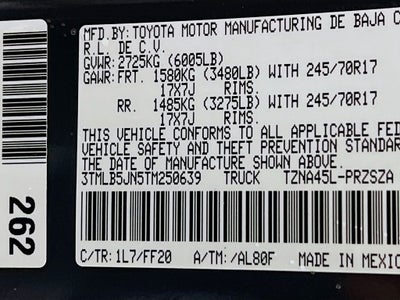 MFD.BY:TOYOTA MOTOR MANUFACTURING DE BAJA C
R.L. DE C.V.
GVWR:2725KG (6005LB)
GAWR:FRT. 1580KG (3480LB) WITH 245/70R17
17X7J RIMS.
RR. 1485KG (3275LB) WITH 245/70R17
17X7J RIMS.
THIS VEHICLE CONFORMS TO ALL APPLICABLE FED
VEHICLE SAFETY AND THEFT PREVENTION STANDAR
THE DATE OF MANUFACTURE SHOWN ABOVE.
3TMLB5JN5TM250639 TRUCK TZNA45L-PRZSZA
C/TR:1L7/FF20 A/TM:/AL80F MADE IN MEXIC
262